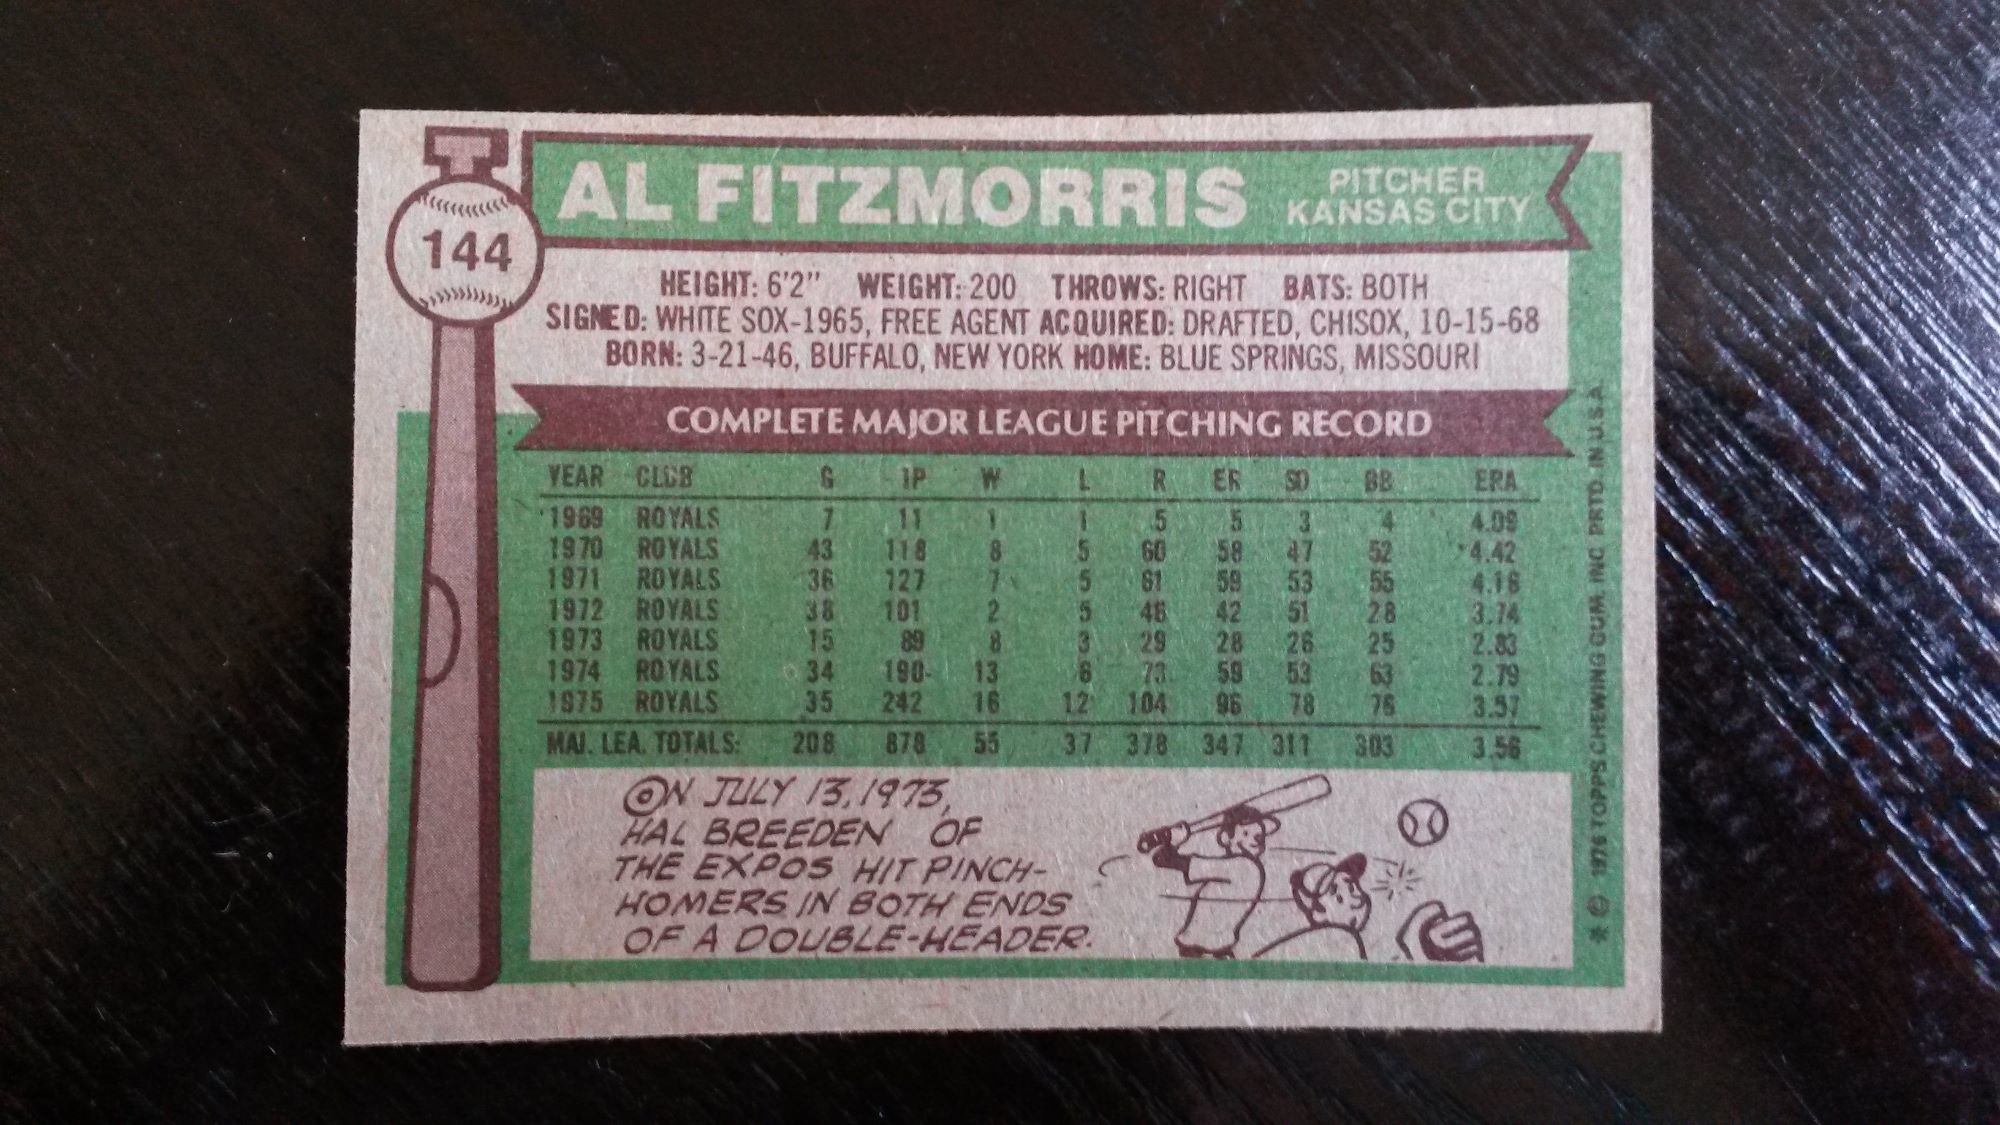 T
144
AL FITZMORRIS
PITCHER
KANSAS CITY
HEIGHT: 6'2" WEIGHT: 200 THROWS: RIGHT BATS: BOTH
SIGNED: WHITE SOX-1965, FREE AGENT ACQUIRED: DRAFTED, CHISOX, 10-15-68
BORN: 3-21-46, BUFFALO, NEW YORK HOME: BLUE SPRINGS, MISSOURI
COMPLETE MAJOR LEAGUE PITCHING RECORD
YEAR CLUB G IP W L R ER SO BB ERA
1969 ROYALS 7 11 1 1 5 5 3 4 4.09
1970 ROYALS 43 118 8 5 60 58 47 52 4.42
1971 ROYALS 36 127 7 5 61 59 53 55 4.18
1972 ROYALS 38 101 2 5 46 42 51 28 3.74
1973 ROYALS 15 89 8 3 29 28 26 25 2.83
1974 ROYALS 34 190 13 6 73 59 53 63 2.79
1975 ROYALS 35 242 16 12 104 96 78 76 3.57
MAJ. LEA. TOTALS: 208 878 55 37 378 347 311 303 3.56
ON JULY 13, 1973,
HAL BREEDEN OF
THE EXPOS HIT PINCH-
HOMERS IN BOTH ENDS
OF A DOUBLE-HEADER.
* © 1976 TOPPS CHEWING GUM, INC PRTD. IN U.S.A.